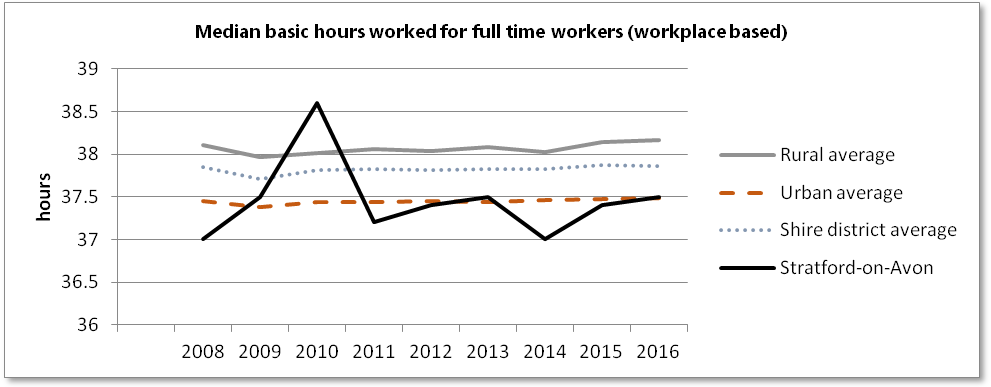 Median basic hours worked for full time workers (workplace based)
39
38.5
38
37.5
37
36.5
36
hours
2008 2009 2010 2011 2012 2013 2014 2015 2016
Rural average
Urban average
Shire district average
Stratford-on-Avon